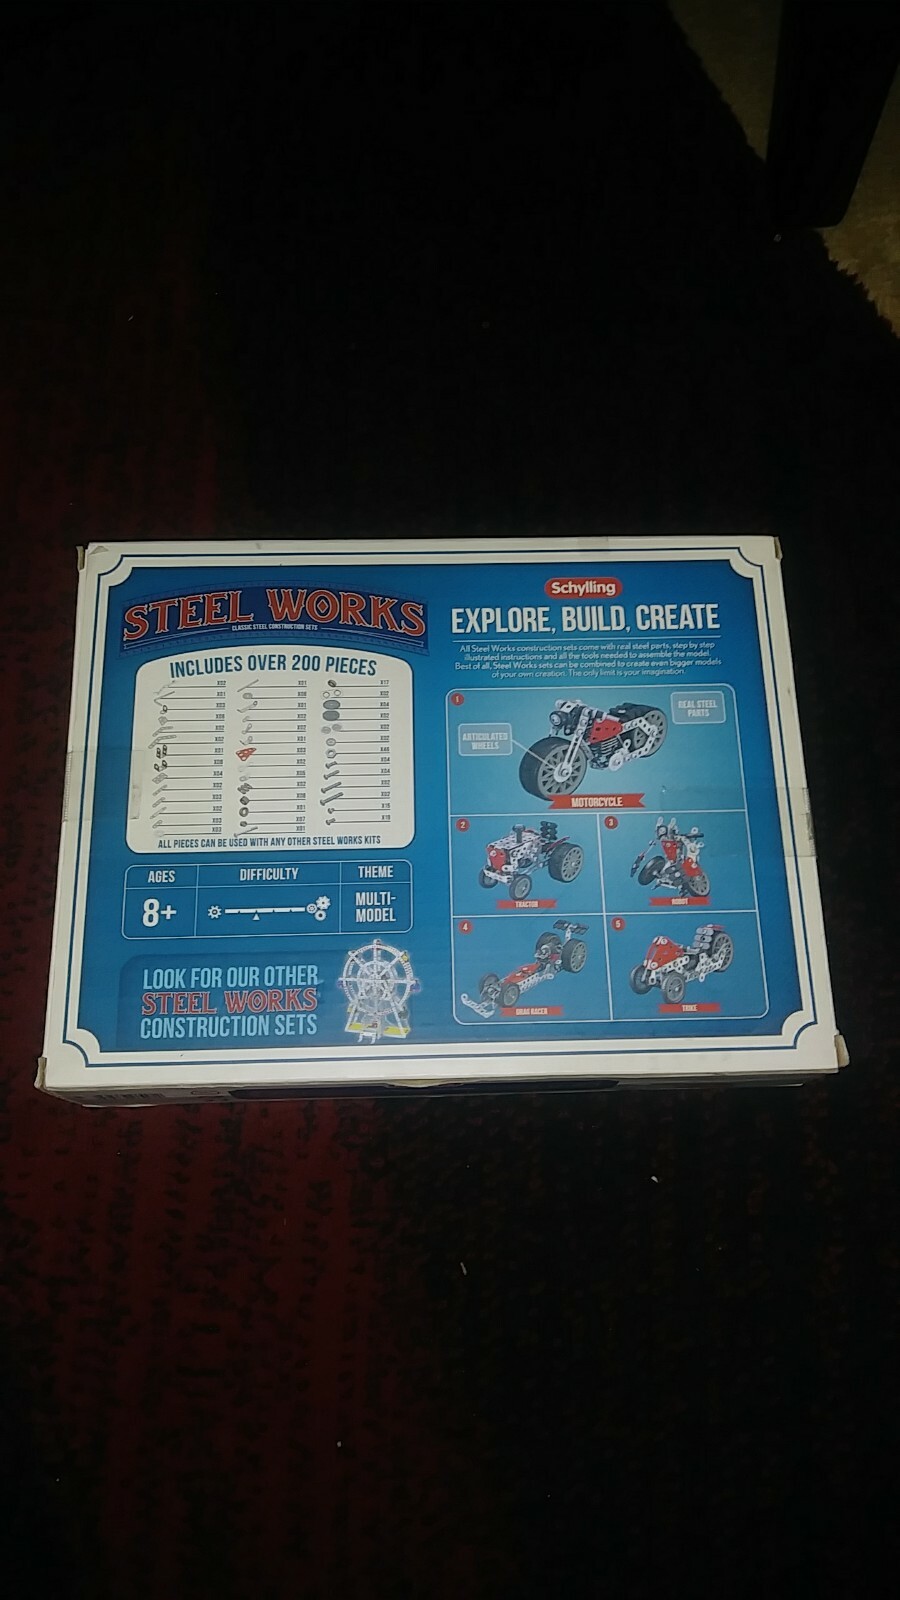 STEEL WORKS
CLASSIC STEEL CONSTRUCTION SETS
INCLUDES OVER 200 PIECES
ALL PIECES CAN BE USED WITH ANY OTHER STEEL WORKS KITS
AGES
DIFFICULTY
THEME
8+
MULTI-
MODEL
LOOK FOR OUR OTHER
STEEL WORKS
CONSTRUCTION SETS
Schylling
EXPLORE, BUILD, CREATE
All Steel Works construction sets come with real steel parts, step by step
illustrated instructions and all the tools needed to assemble the model.
Best of all, Steel Works sets can be combined to create even bigger models
of your own creation. The only limit is your imagination.
1
REAL STEEL
PARTS
ARTICULATED
WHEELS
MOTORCYCLE
2
TRACTOR
3
ROBOT
4
DRAG RACER
5
TRIKE